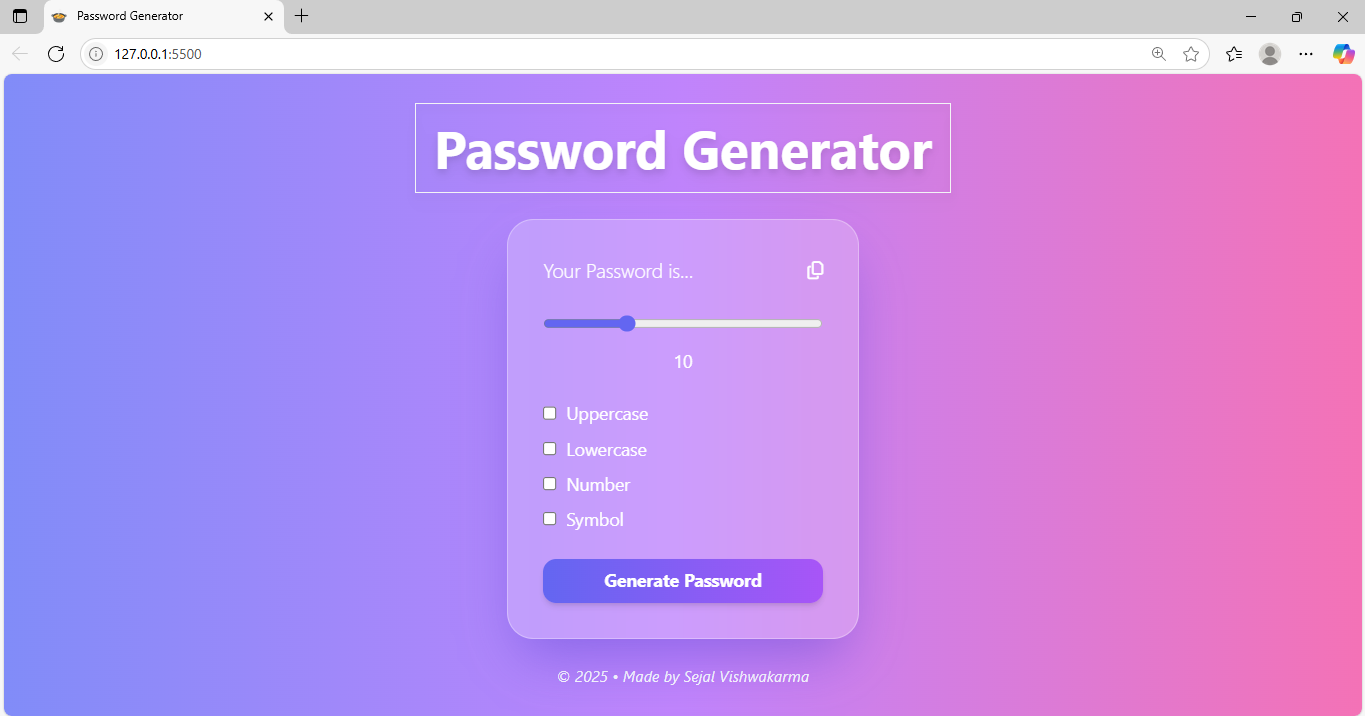 Password Generator
127.0.0.1:5500
Password Generator
Your Password is...
10
Uppercase
Lowercase
Number
Symbol
Generate Password
© 2025 • Made by Sejal Vishwakarma